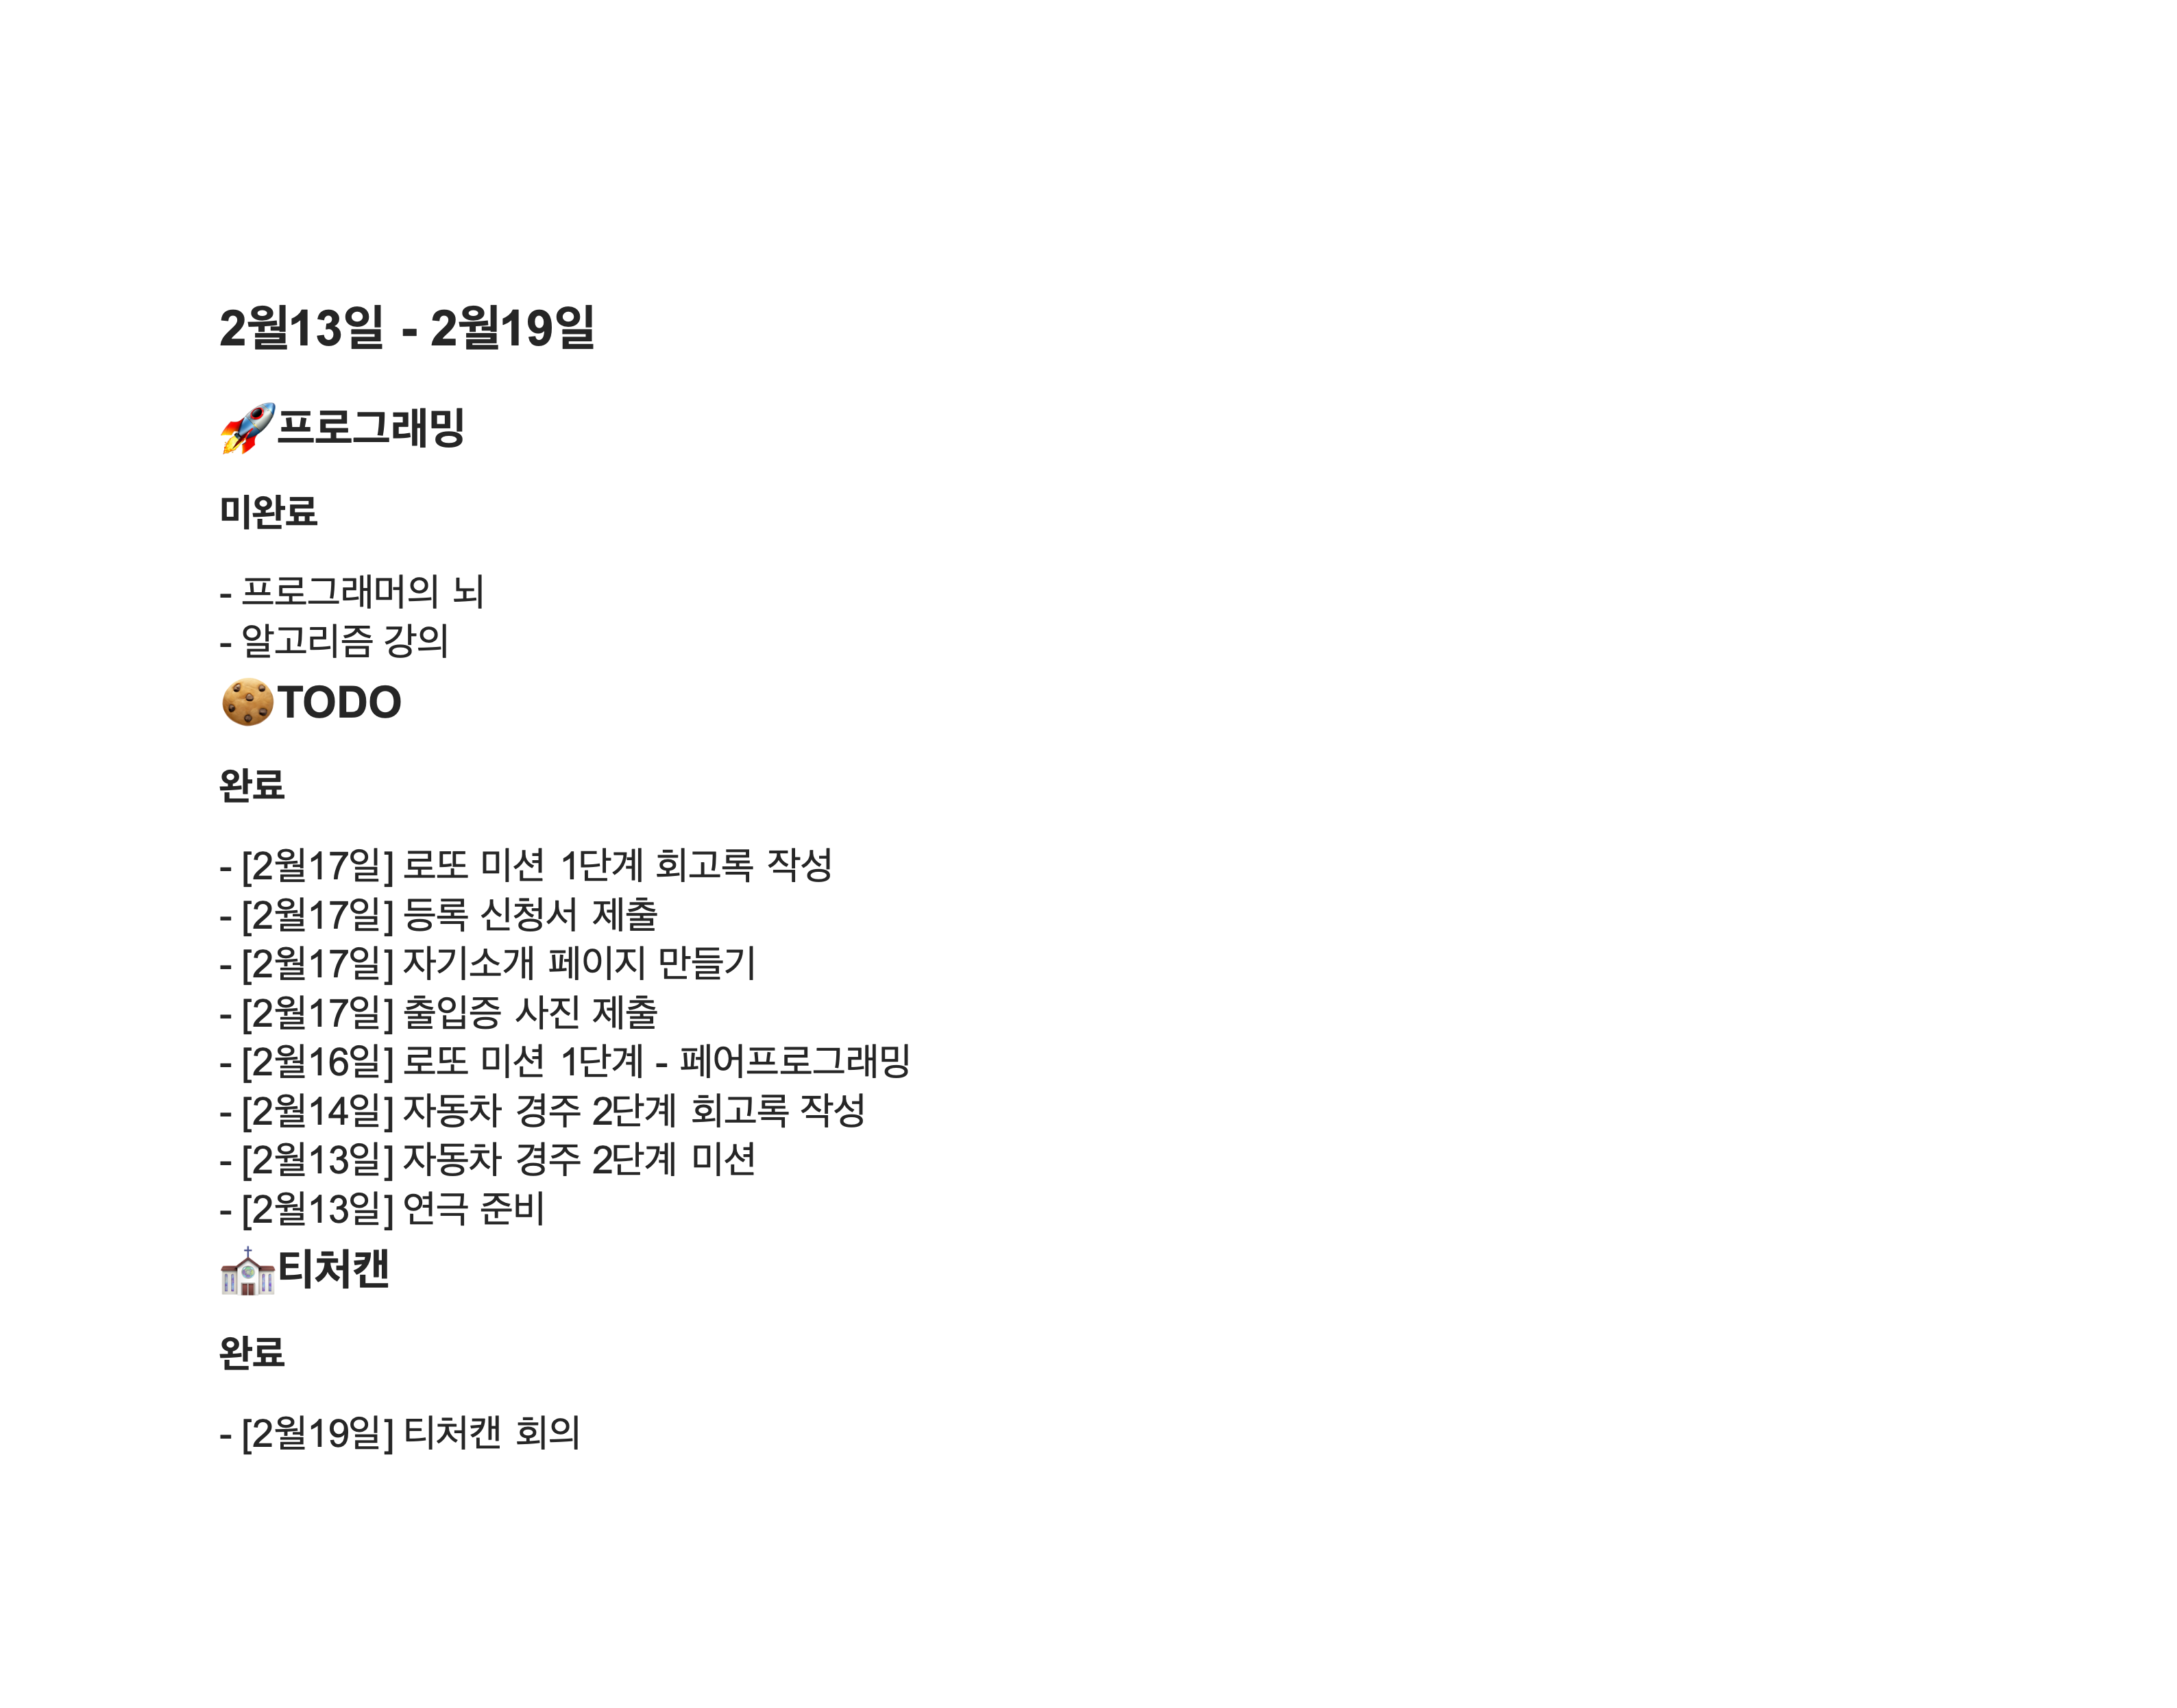 2월13일 - 2월19일
🚀프로그래밍
미완료
- 프로그래머의 뇌
- 알고리즘 강의
🍪TODO
완료
- [2월17일] 로또 미션 1단계 회고록 작성
- [2월17일] 등록 신청서 제출
- [2월17일] 자기소개 페이지 만들기
- [2월17일] 출입증 사진 제출
- [2월16일] 로또 미션 1단계 - 페어프로그래밍
- [2월14일] 자동차 경주 2단계 회고록 작성
- [2월13일] 자동차 경주 2단계 미션
- [2월13일] 연극 준비
⛪티처캔
완료
- [2월19일] 티처캔 회의